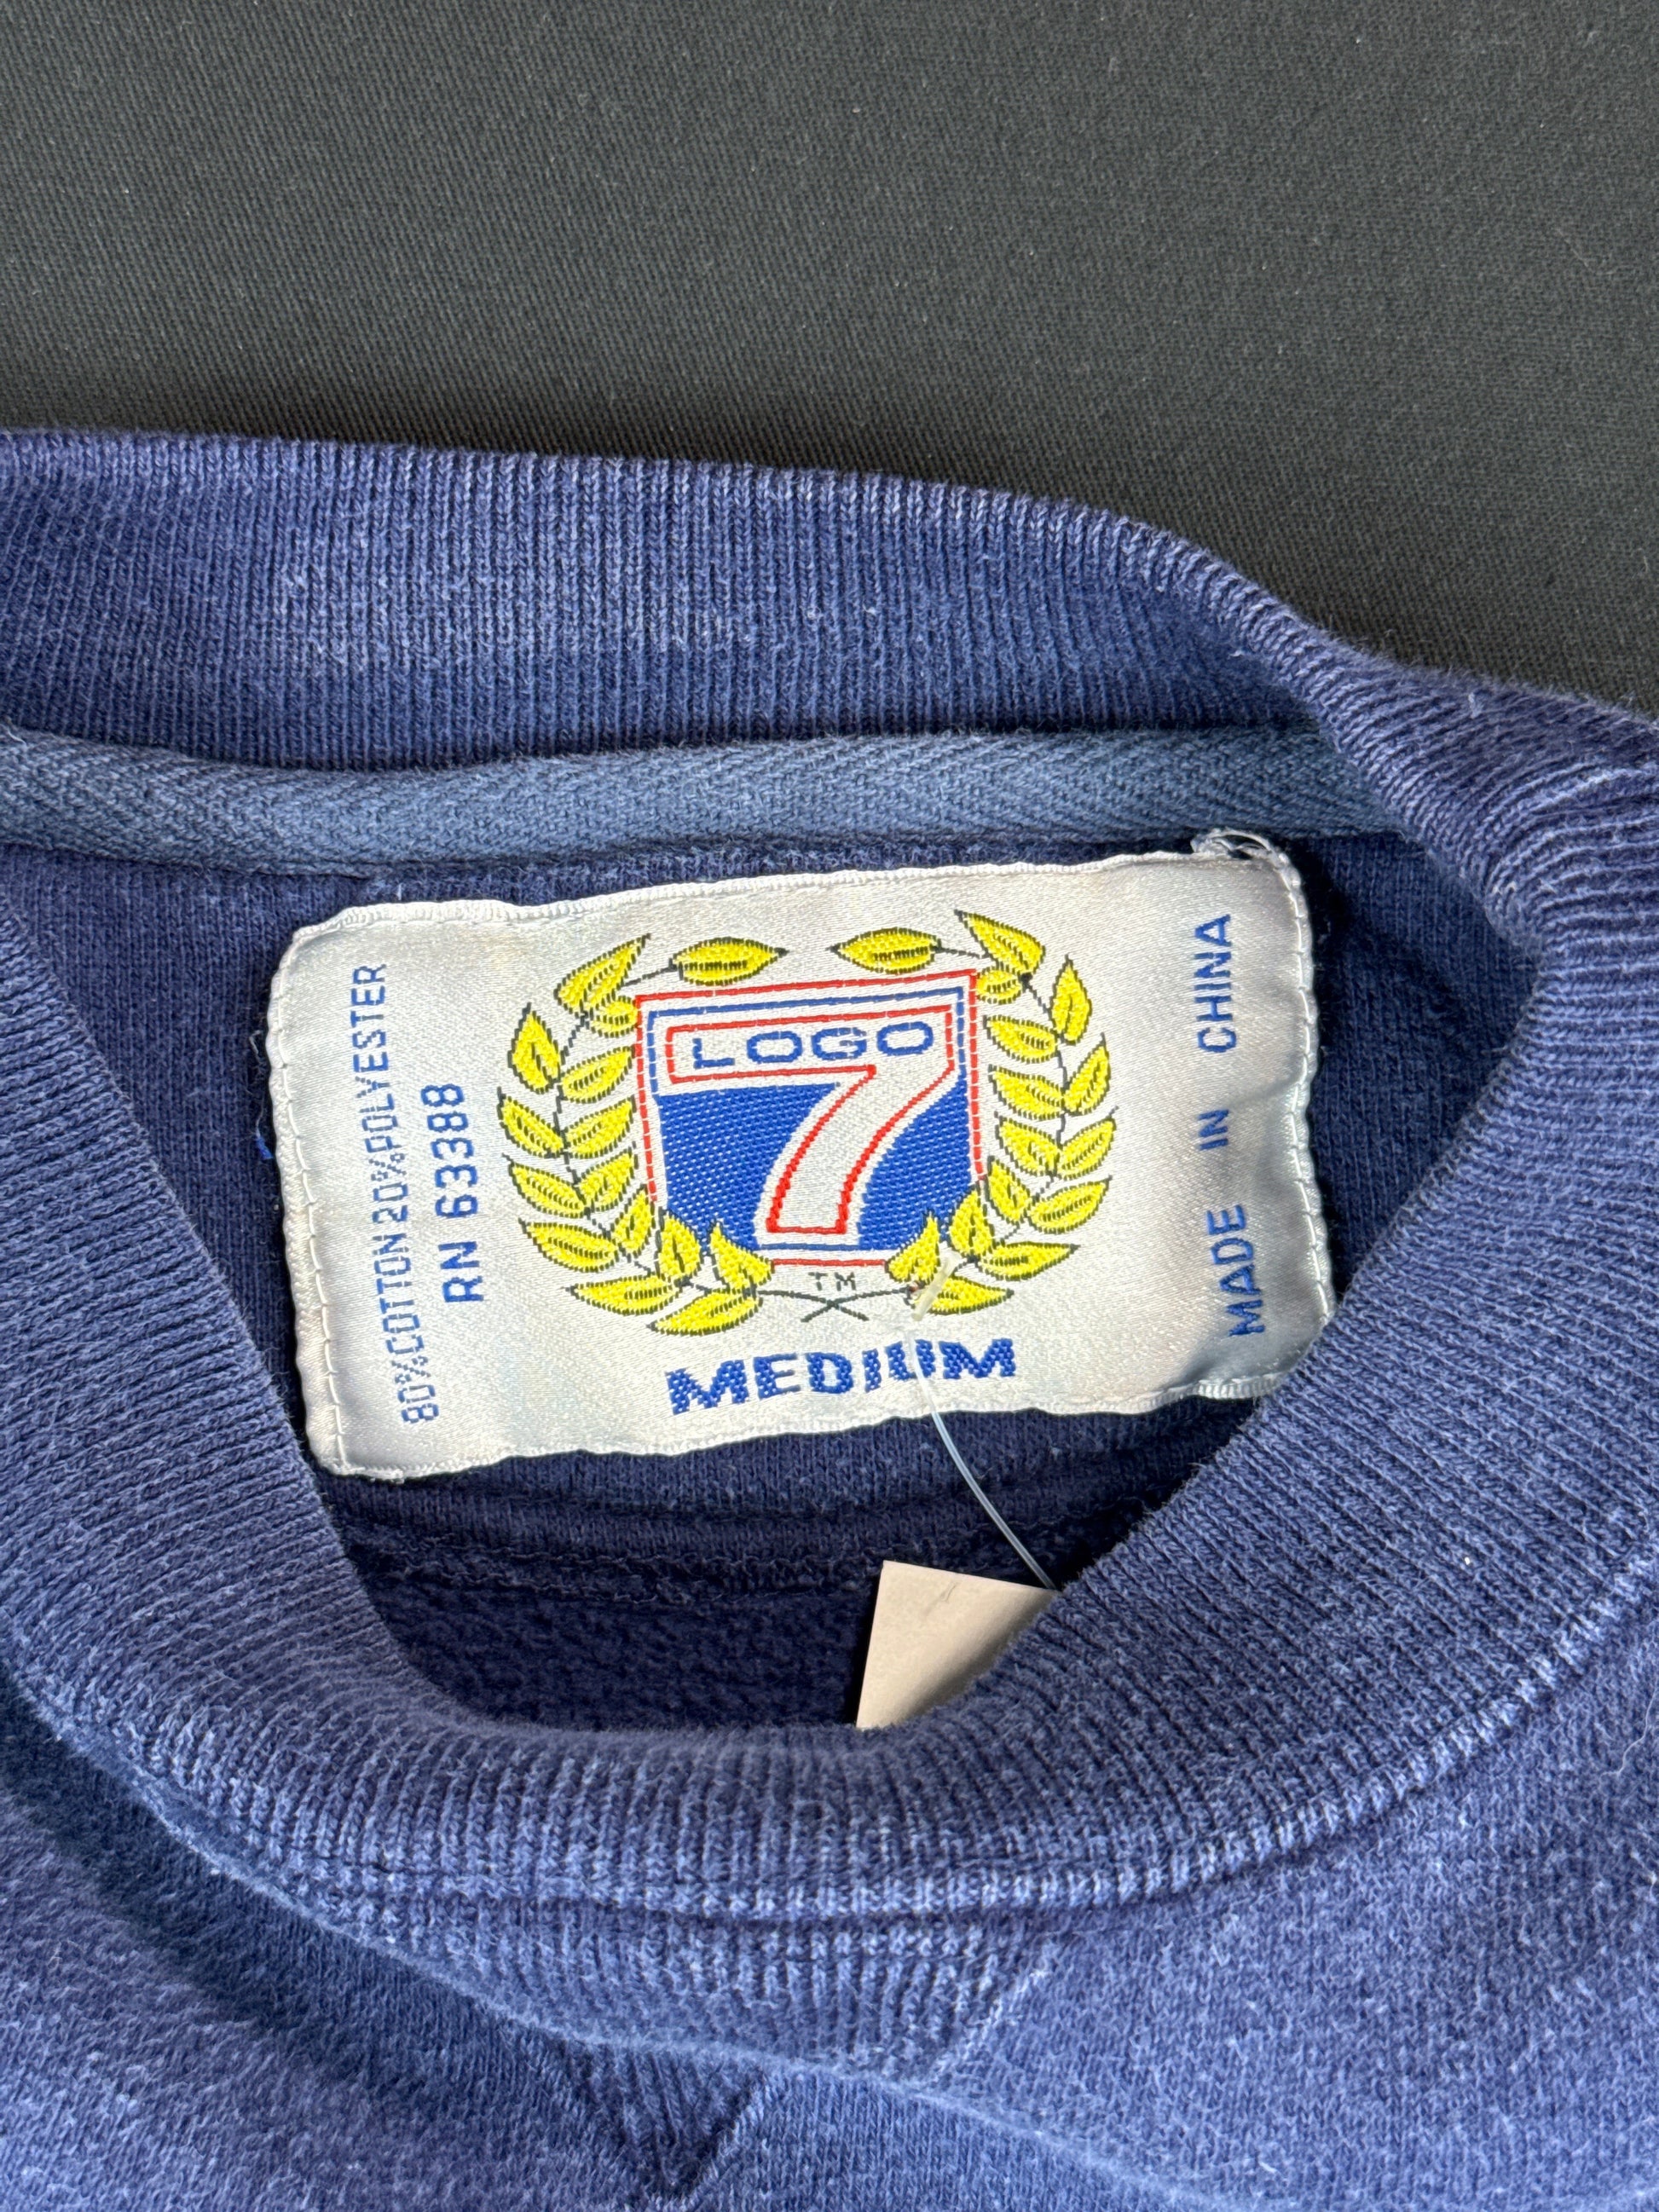 80%COTTON 20%POLYESTER
RN 63388
LOGO
7
TM
MEDIUM
MADE IN CHINA